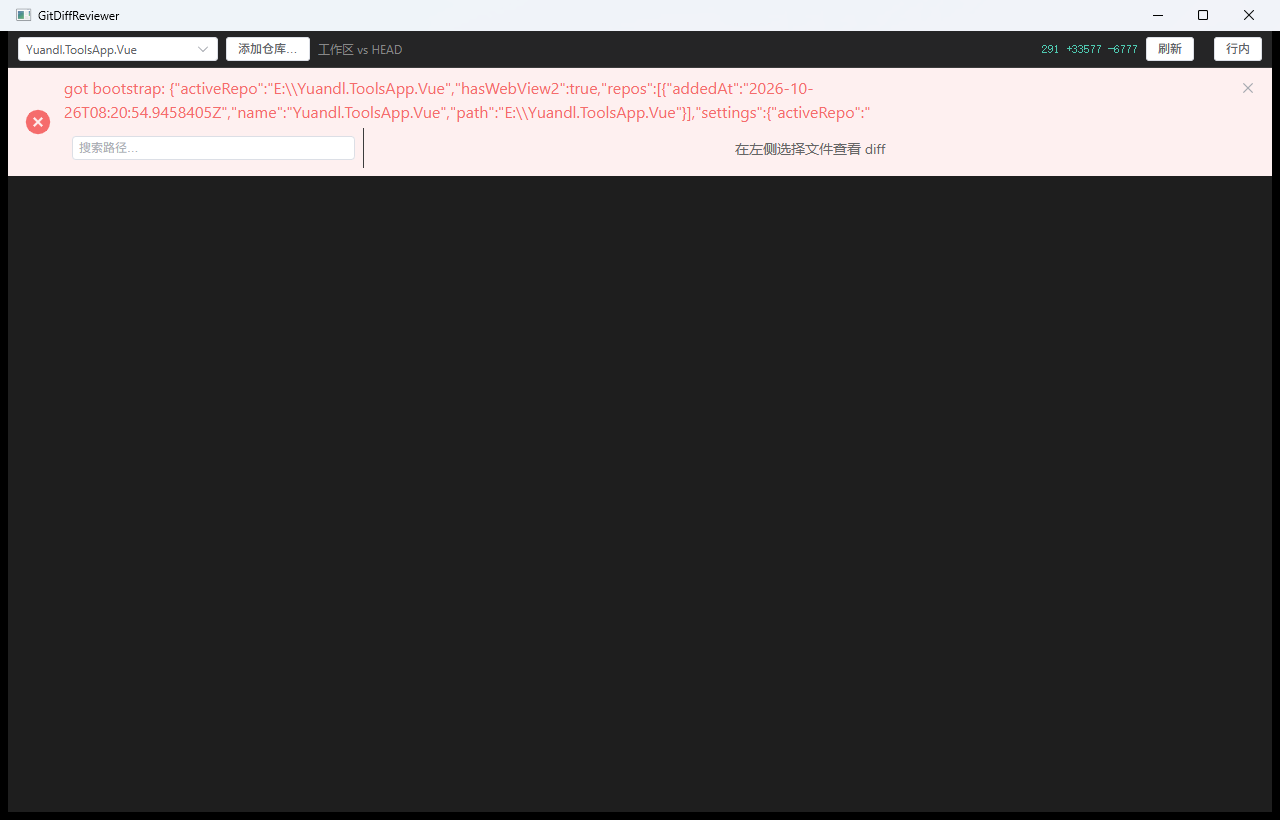 GitDiffReviewer
Yuandl.ToolsApp.Vue 添加仓库... 工作区 vs HEAD 291 +33577 −6777 刷新 行内
got bootstrap: {"activeRepo":"E:\\Yuandl.ToolsApp.Vue","hasWebView2":true,"repos":[{"addedAt":"2026-10-
26T08:20:54.9458405Z","name":"Yuandl.ToolsApp.Vue","path":"E:\\Yuandl.ToolsApp.Vue"}],"settings":{"activeRepo":"
搜索路径... 在左侧选择文件查看 diff